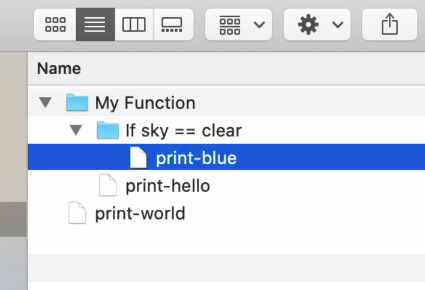 Name
My Function
If sky == clear
print-blue
print-hello
print-world